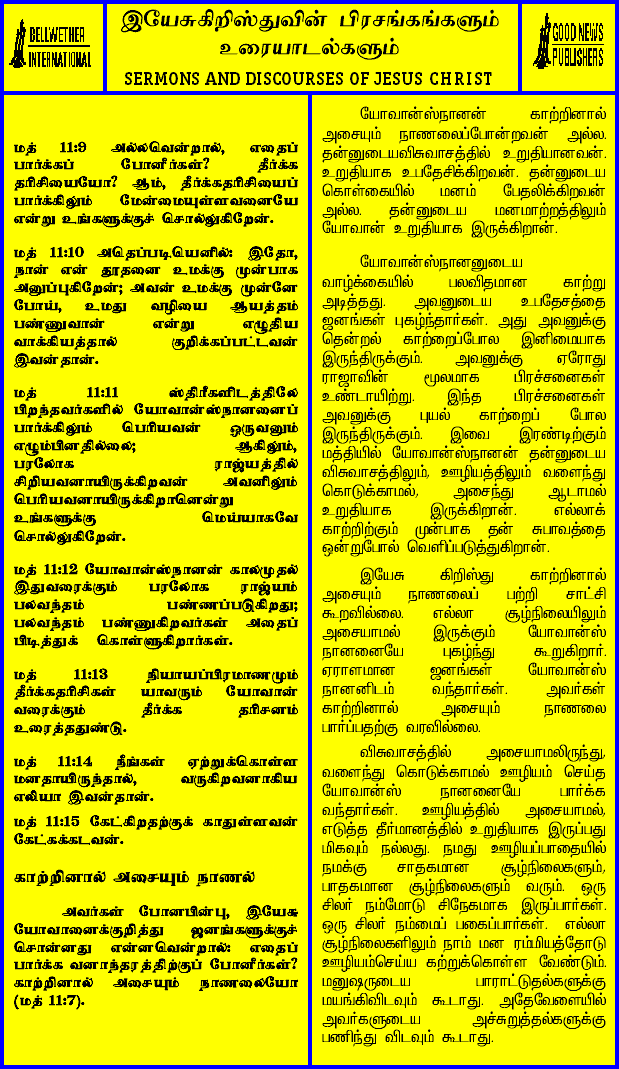 BELLWETHER
INTERNATIONAL
இயேசுகிறிஸ்துவின் பிரசங்கங்களும்
உரையாடல்களும்
SERMONS AND DISCOURSES OF JESUS CHRIST
GOOD NEWS
PUBLISHERS
மத் 11:9 அல்லவென்றால், எதைப்
பார்க்கப் போனீர்கள்? தீர்க்க
தரிசியையோ? ஆம், தீர்க்கதரிசியைப்
பார்க்கிலும் மேன்மையுள்ளவனையே
என்று உங்களுக்குச் சொல்லுகிறேன்.
மத் 11:10 அதெப்படியெனில்: இதோ,
நான் என் தூதனை உமக்கு முன்பாக
அனுப்புகிறேன்; அவன் உமக்கு முன்னே
போய், உமது வழியை ஆயத்தம்
பண்ணுவான் என்று எழுதிய
வாக்கியத்தால் குறிக்கப்பட்டவன்
இவன்தான்.
மத் 11:11 ஸ்திரீகளிடத்திலே
பிறந்தவர்களில் யோவான்ஸ்நானனைப்
பார்க்கிலும் பெரியவன் ஒருவனும்
எழும்பினதில்லை; ஆகிலும்,
பரலோக ராஜ்யத்தில்
சிறியவனாயிருக்கிறவன் அவனிலும்
பெரியவனாயிருக்கிறானென்று
உங்களுக்கு மெய்யாகவே
சொல்லுகிறேன்.
மத் 11:12 யோவான்ஸ்நானன் காலமுதல்
இதுவரைக்கும் பரலோக ராஜ்யம்
பலவந்தம் பண்ணப்படுகிறது;
பலவந்தம் பண்ணுகிறவர்கள் அதைப்
பிடித்துக் கொள்ளுகிறார்கள்.
மத் 11:13 நியாயப்பிரமாணமும்
தீர்க்கதரிசிகள் யாவரும் யோவான்
வரைக்கும் தீர்க்க தரிசனம்
உரைத்ததுண்டு.
மத் 11:14 நீங்கள் ஏற்றுக்கொள்ள
மனதாயிருந்தால், வருகிறவனாகிய
எலியா இவன்தான்.
மத் 11:15 கேட்கிறதற்குக் காதுள்ளவன்
கேட்கக்கடவன்.
காற்றினால் அசையும் நாணல்
அவர்கள் போனபின்பு, இயேசு
யோவானைக்குறித்து ஜனங்களுக்குச்
சொன்னது என்னவென்றால்: எதைப்
பார்க்க வனாந்தரத்திற்குப் போனீர்கள்?
காற்றினால் அசையும் நாணலையோ
(மத் 11:7).
யோவான்ஸ்நானன் காற்றினால்
அசையும் நாணலைப்போன்றவன் அல்ல.
தன்னுடையவிசுவாசத்தில் உறுதியானவன்.
உறுதியாக உபதேசிக்கிறவன். தன்னுடைய
கொள்கையில் மனம் பேதலிக்கிறவன்
அல்ல. தன்னுடைய மனமாற்றத்திலும்
யோவான் உறுதியாக இருக்கிறான்.
யோவான்ஸ்நானனுடைய
வாழ்க்கையில் பலவிதமான காற்று
அடித்தது. அவனுடைய உபதேசத்தை
ஜனங்கள் புகழ்ந்தார்கள். அது அவனுக்கு
தென்றல் காற்றைப்போல இனிமையாக
இருந்திருக்கும். அவனுக்கு ஏரோது
ராஜாவின் மூலமாக பிரச்சனைகள்
உண்டாயிற்று. இந்த பிரச்சனைகள்
அவனுக்கு புயல் காற்றைப் போல
இருந்திருக்கும். இவை இரண்டிற்கும்
மத்தியில் யோவான்ஸ்நானன் தன்னுடைய
விசுவாசத்திலும், ஊழியத்திலும் வளைந்து
கொடுக்காமல், அசைந்து ஆடாமல்
உறுதியாக இருக்கிறான். எல்லாக்
காற்றிற்கும் முன்பாக தன் சுபாவத்தை
ஒன்றுபோல் வெளிப்படுத்துகிறான்.
இயேசு கிறிஸ்து காற்றினால்
அசையும் நாணலைப் பற்றி சாட்சி
கூறவில்லை. எல்லா சூழ்நிலையிலும்
அசையாமல் இருக்கும் யோவான்ஸ்
நானனையே புகழ்ந்து கூறுகிறார்.
ஏராளமான ஜனங்கள் யோவான்ஸ்
நானனிடம் வந்தார்கள். அவர்கள்
காற்றினால் அசையும் நாணலை
பார்ப்பதற்கு வரவில்லை.
விசுவாசத்தில் அசையாமலிருந்து,
வளைந்து கொடுக்காமல் ஊழியம் செய்த
யோவான்ஸ் நானனையே பார்க்க
வந்தார்கள். ஊழியத்தில் அசையாமல்,
எடுத்த தீர்மானத்தில் உறுதியாக இருப்பது
மிகவும் நல்லது. நமது ஊழியப்பாதையில்
நமக்கு சாதகமான சூழ்நிலைகளும்,
பாதகமான சூழ்நிலைகளும் வரும். ஒரு
சிலர் நம்மோடு சிநேகமாக இருப்பார்கள்.
ஒரு சிலர் நம்மைப் பகைப்பார்கள். எல்லா
சூழ்நிலைகளிலும் நாம் மன ரம்மியத்தோடு
ஊழியம்செய்ய கற்றுக்கொள்ள வேண்டும்.
மனுஷருடைய பாராட்டுதல்களுக்கு
மயங்கிவிடவும் கூடாது. அதேவேளையில்
அவர்களுடைய அச்சுறுத்தல்களுக்கு
பணிந்து விடவும் கூடாது.